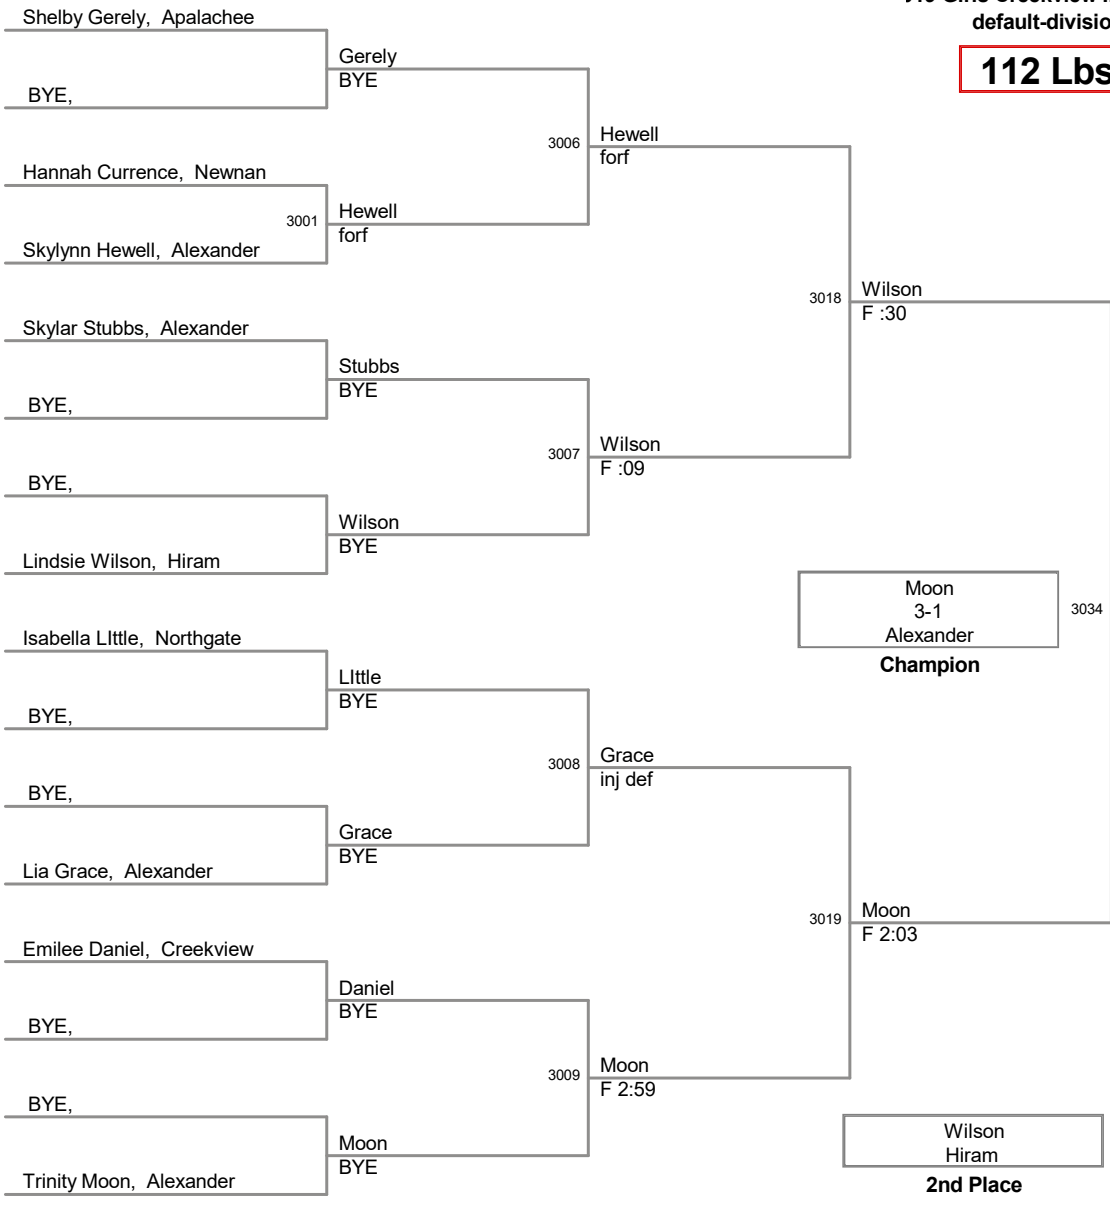 default-divisio
112 Lbs
Shelby Gerely, Apalachee
BYE,
Hannah Currence, Newnan
Skylynn Hewell, Alexander
Skylar Stubbs, Alexander
BYE,
BYE,
Lindsie Wilson, Hiram
Isabella LIttle, Northgate
BYE,
BYE,
Lia Grace, Alexander
Emilee Daniel, Creekview
BYE,
BYE,
Trinity Moon, Alexander
Gerely
BYE
3001
Hewell
forf
Stubbs
BYE
Wilson
BYE
LIttle
BYE
Grace
BYE
Daniel
BYE
Moon
BYE
3006
Hewell
forf
3007
Wilson
F :09
3008
Grace
inj def
3009
Moon
F 2:59
3018
Wilson
F :30
3019
Moon
F 2:03
Moon
3-1
Alexander
3034
Champion
Wilson
Hiram
2nd Place